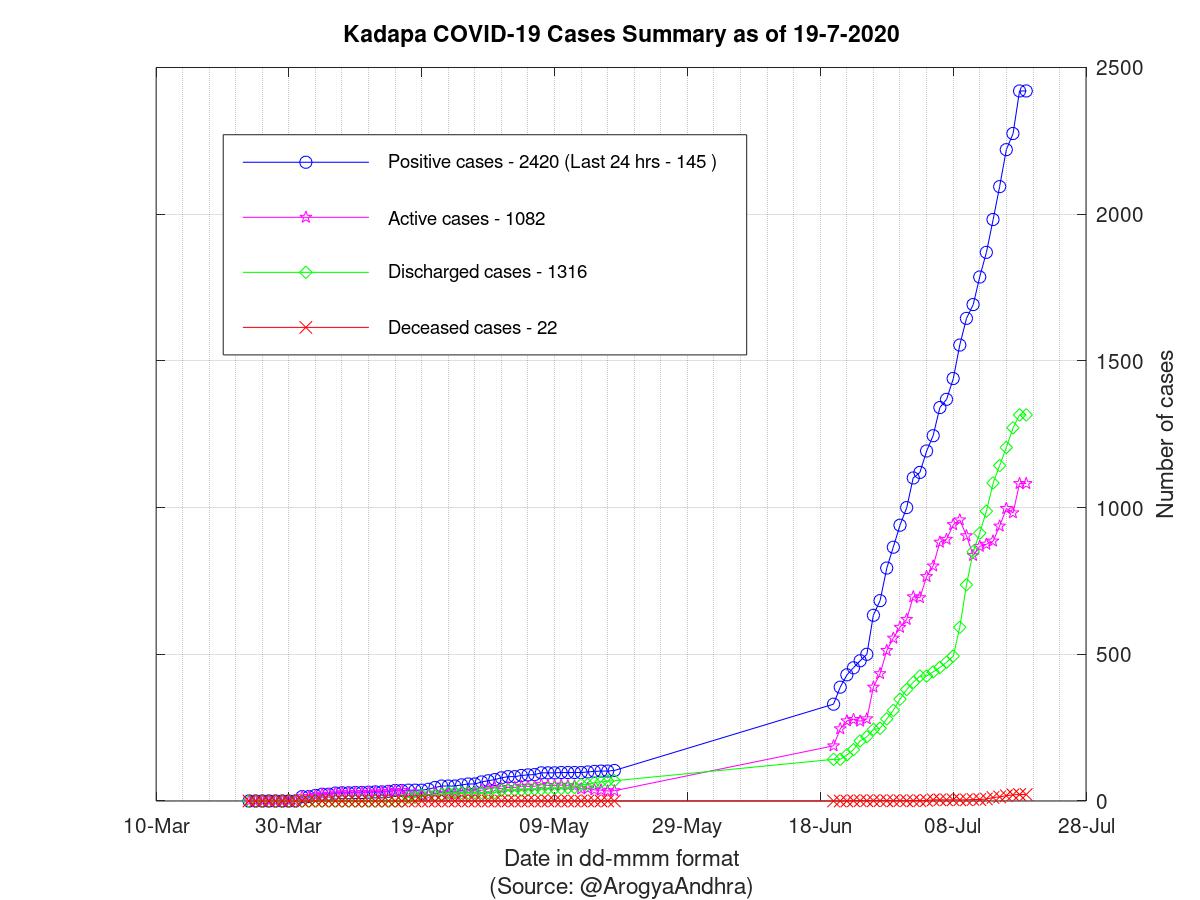 Kadapa COVID-19 Cases Summary as of 19-7-2020
Positive cases - 2420 (Last 24 hrs - 145 )
Active cases - 1082
Discharged cases - 1316
Deceased cases - 22
2500
2000
1500
1000
500
0
Number of cases
10-Mar 30-Mar 19-Apr 09-May 29-May 18-Jun 08-Jul 28-Jul
Date in dd-mmm format
(Source: @ArogyaAndhra)